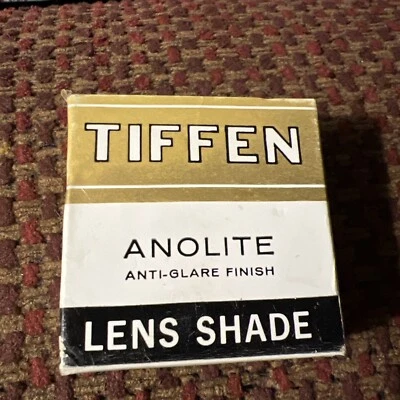 TIFFEN
ANOLITE
ANTI-GLARE FINISH
LENS SHADE